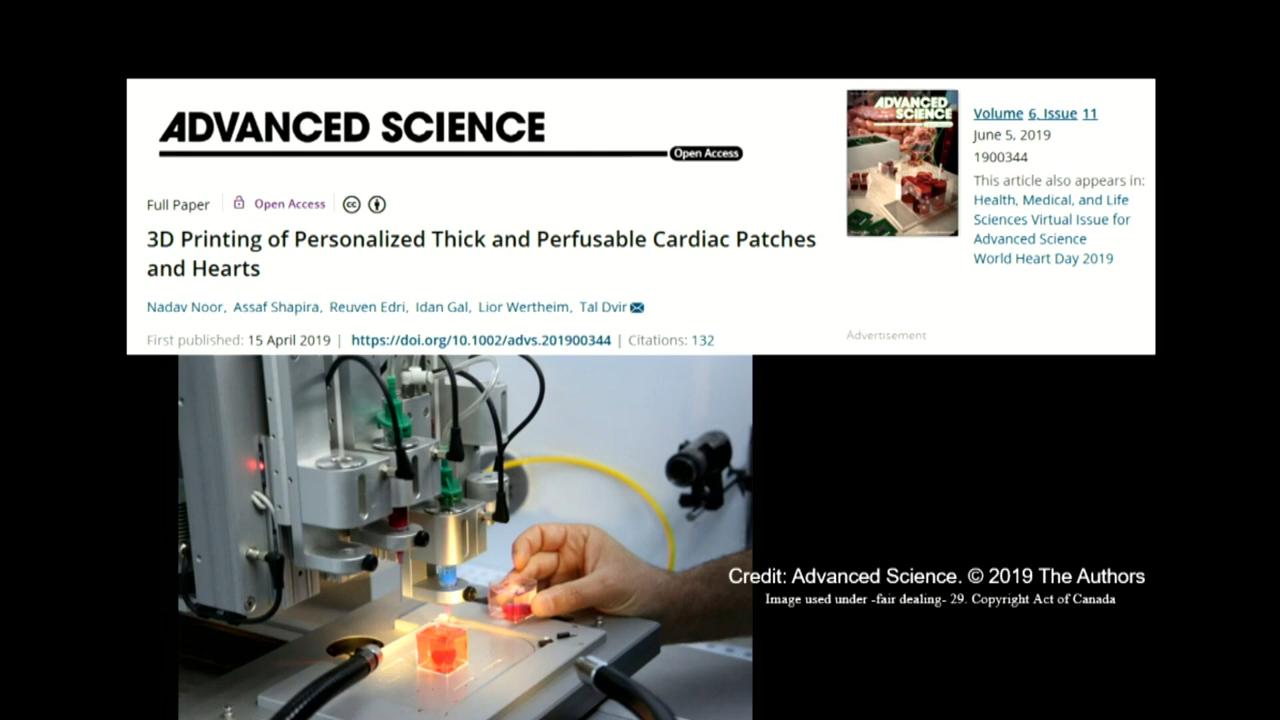 ADVANCED SCIENCE
Open Access
Full Paper Open Access
3D Printing of Personalized Thick and Perfusable Cardiac Patches
and Hearts
Nadav Noor, Assaf Shapira, Reuven Edri, Idan Gal, Lior Wertheim, Tal Dvir
First published: 15 April 2019 | https://doi.org/10.1002/advs.201900344 | Citations: 132
ADVANCED
SCIENCE
Volume 6, Issue 11
June 5, 2019
1900344
This article also appears in:
Health, Medical, and Life
Sciences Virtual Issue for
Advanced Science
World Heart Day 2019
Advertisement
Credit: Advanced Science. © 2019 The Authors
Image used under -fair dealing- 29. Copyright Act of Canada